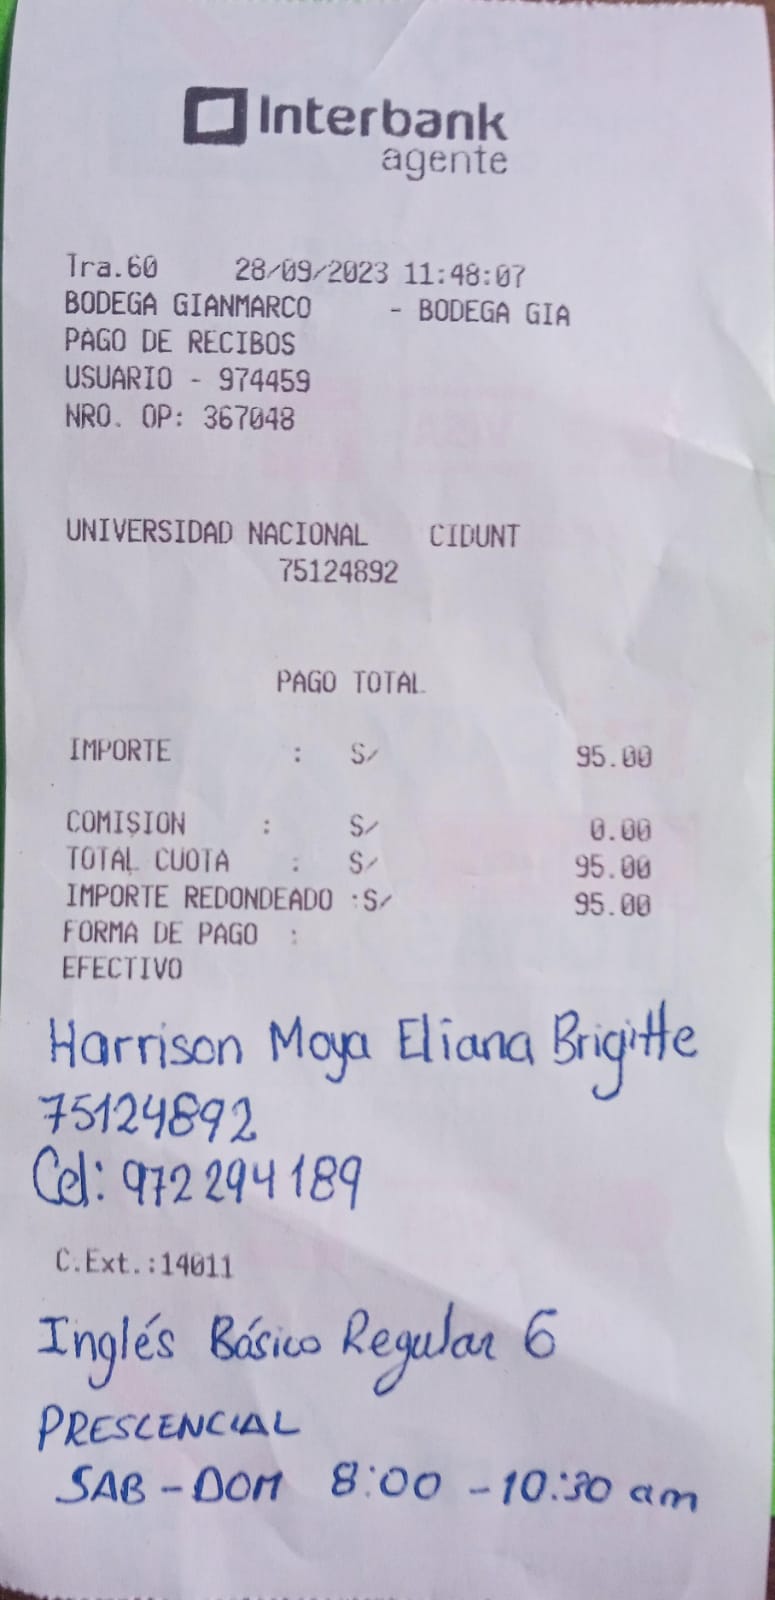 Interbank
agente
Tra.60 28/09/2023 11:48:07
BODEGA GIANMARCO - BODEGA GIA
PAGO DE RECIBOS
USUARIO - 974459
NRO. OP: 367048
UNIVERSIDAD NACIONAL CIDUNT
75124892
PAGO TOTAL
IMPORTE : S/ 95.00
COMISION : S/ 0.00
TOTAL CUOTA : S/ 95.00
IMPORTE REDONDEADO :S/ 95.00
FORMA DE PAGO :
EFECTIVO
Harrison Moya Eliana Brigitte
75124892
Cel: 972 294 189
C.Ext.:14011
Inglés Básico Regular 6
PRESCENCIAL
SAB - DOM 8:00 - 10:30 am